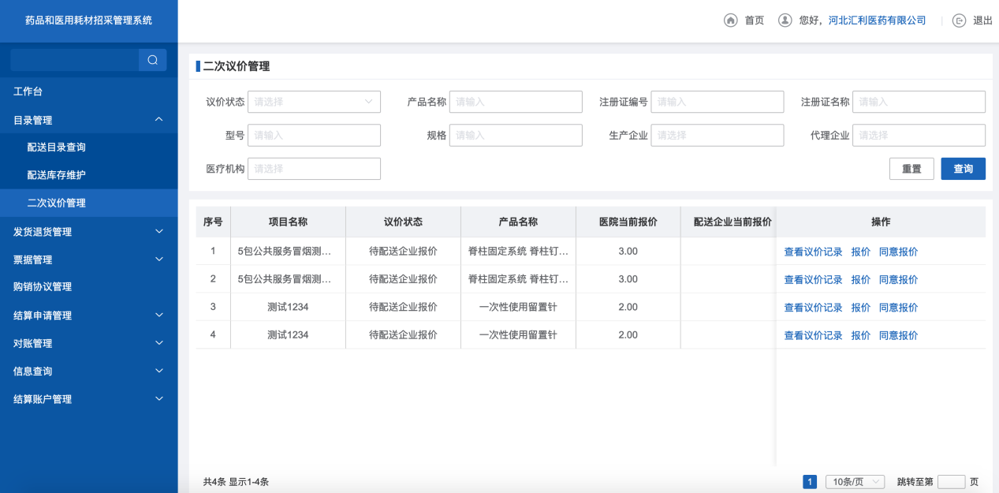 药品和医用耗材招采管理系统
首页 您好，河北汇利医药有限公司 退出
工作台
目录管理
配送目录查询
配送库存维护
二次议价管理
发货退货管理
票据管理
购销协议管理
结算申请管理
对账管理
信息查询
结算账户管理
二次议价管理
议价状态 请选择 产品名称 请输入 注册证编号 请输入 注册证名称 请输入
型号 请输入 规格 请输入 生产企业 请选择 代理企业 请选择
医疗机构 请选择 重置 查询
序号 项目名称 议价状态 产品名称 医院当前报价 配送企业当前报价 操作
1 5包公共服务冒烟测... 待配送企业报价 脊柱固定系统 脊柱钉... 3.00 查看议价记录 报价 同意报价
2 5包公共服务冒烟测... 待配送企业报价 脊柱固定系统 脊柱钉... 3.00 查看议价记录 报价 同意报价
3 测试1234 待配送企业报价 一次性使用留置针 2.00 查看议价记录 报价 同意报价
4 测试1234 待配送企业报价 一次性使用留置针 2.00 查看议价记录 报价 同意报价
共4条 显示1-4条 1 10条/页 跳转至第 页